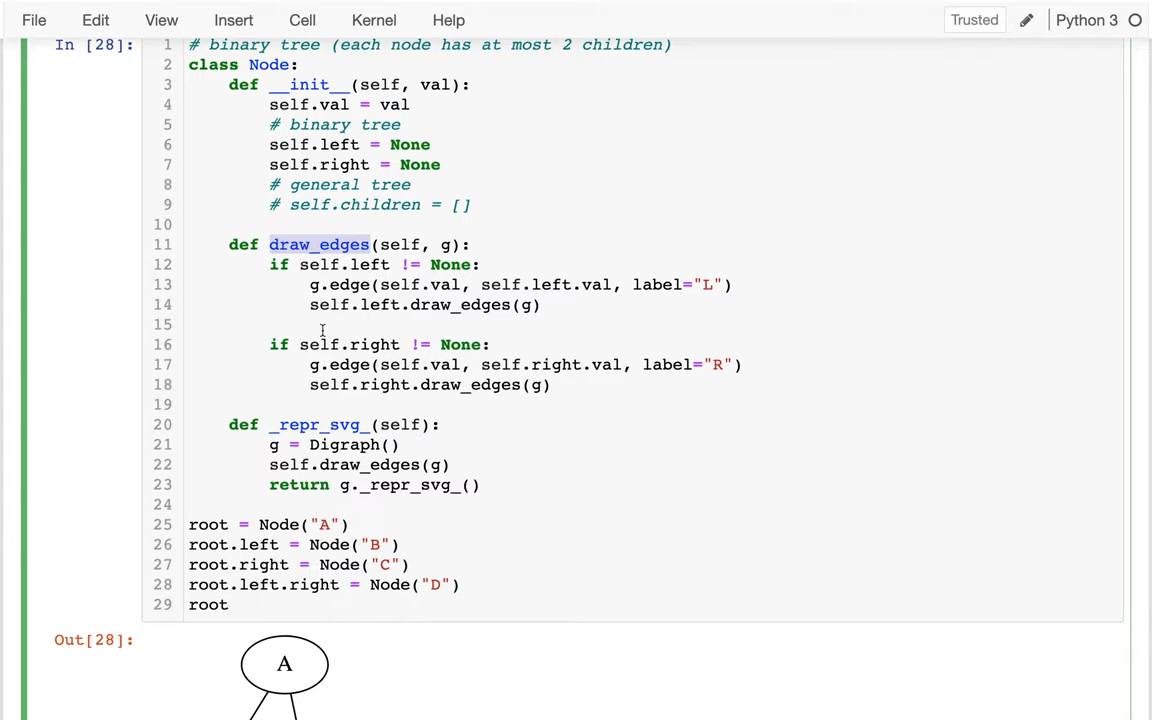 File Edit View Insert Cell Kernel Help Trusted Python 3
In [28]: 1 # binary tree (each node has at most 2 children)
2 class Node:
3     def __init__(self, val):
4         self.val = val
5         # binary tree
6         self.left = None
7         self.right = None
8         # general tree
9         # self.children = []
10
11     def draw_edges(self, g):
12         if self.left != None:
13             g.edge(self.val, self.left.val, label="L")
14             self.left.draw_edges(g)
15
16         if self.right != None:
17             g.edge(self.val, self.right.val, label="R")
18             self.right.draw_edges(g)
19
20     def _repr_svg_(self):
21         g = Digraph()
22         self.draw_edges(g)
23         return g._repr_svg_()
24
25 root = Node("A")
26 root.left = Node("B")
27 root.right = Node("C")
28 root.left.right = Node("D")
29 root
Out[28]:
A